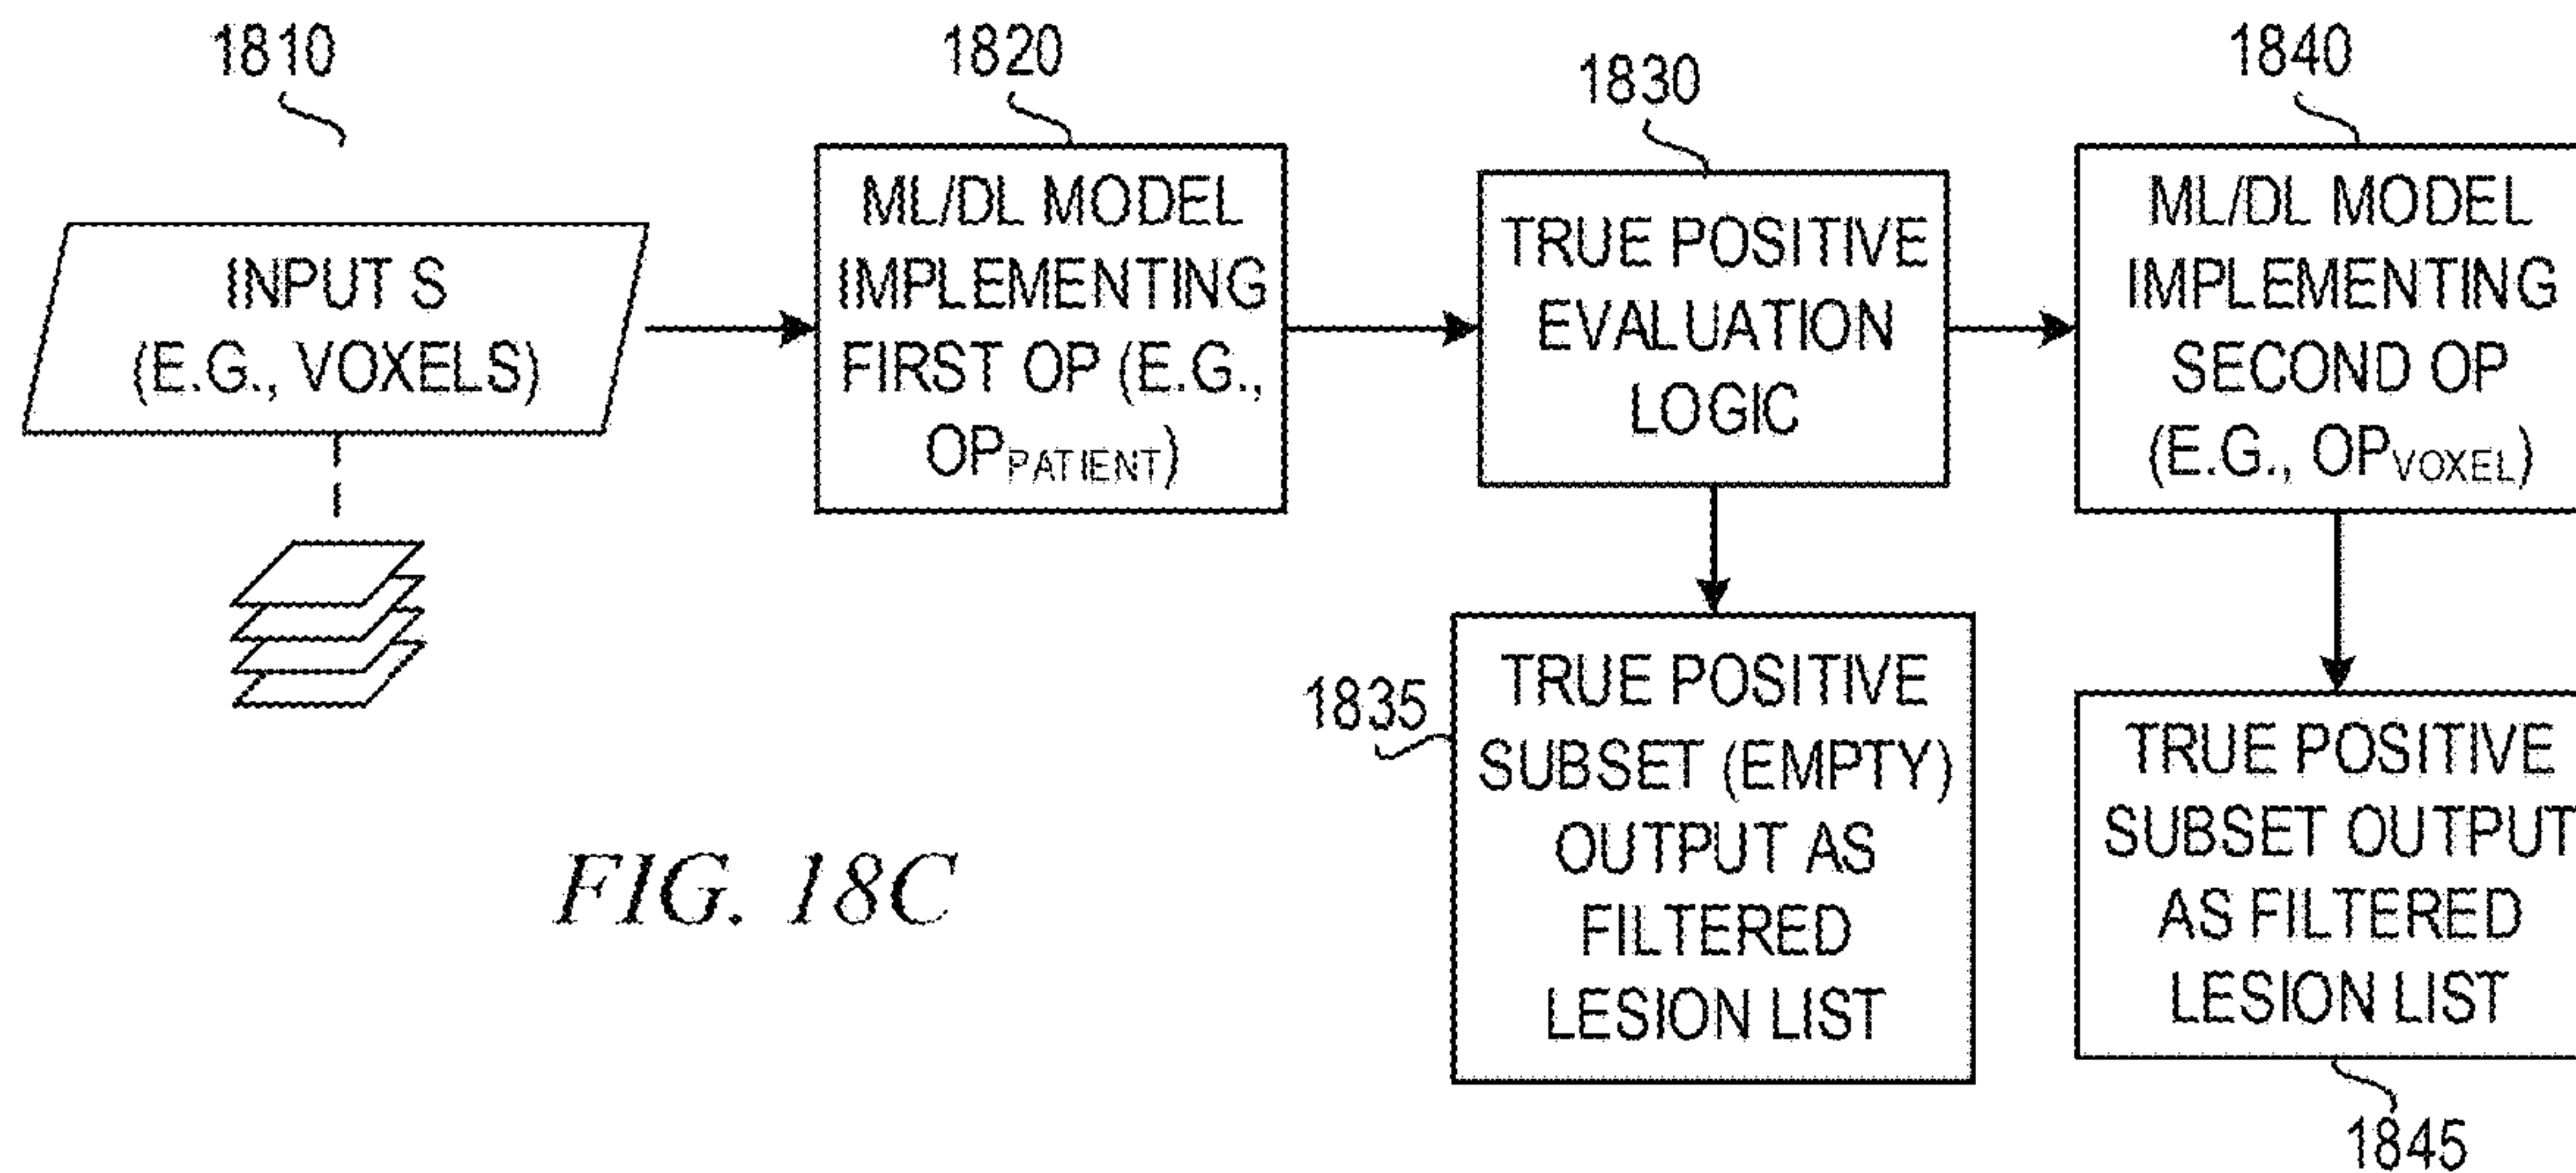 1810
INPUT S
(E.G., VOXELS)
1820
ML/DL MODEL
IMPLEMENTING
FIRST OP (E.G.,
OPPATIENT)
1830
TRUE POSITIVE
EVALUATION
LOGIC
1840
ML/DL MODEL
IMPLEMENTING
SECOND OP
(E.G., OPVOXEL)
1835
TRUE POSITIVE
SUBSET (EMPTY)
OUTPUT AS
FILTERED
LESION LIST
TRUE POSITIVE
SUBSET OUTPUT
AS FILTERED
LESION LIST
1845
FIG. 18C